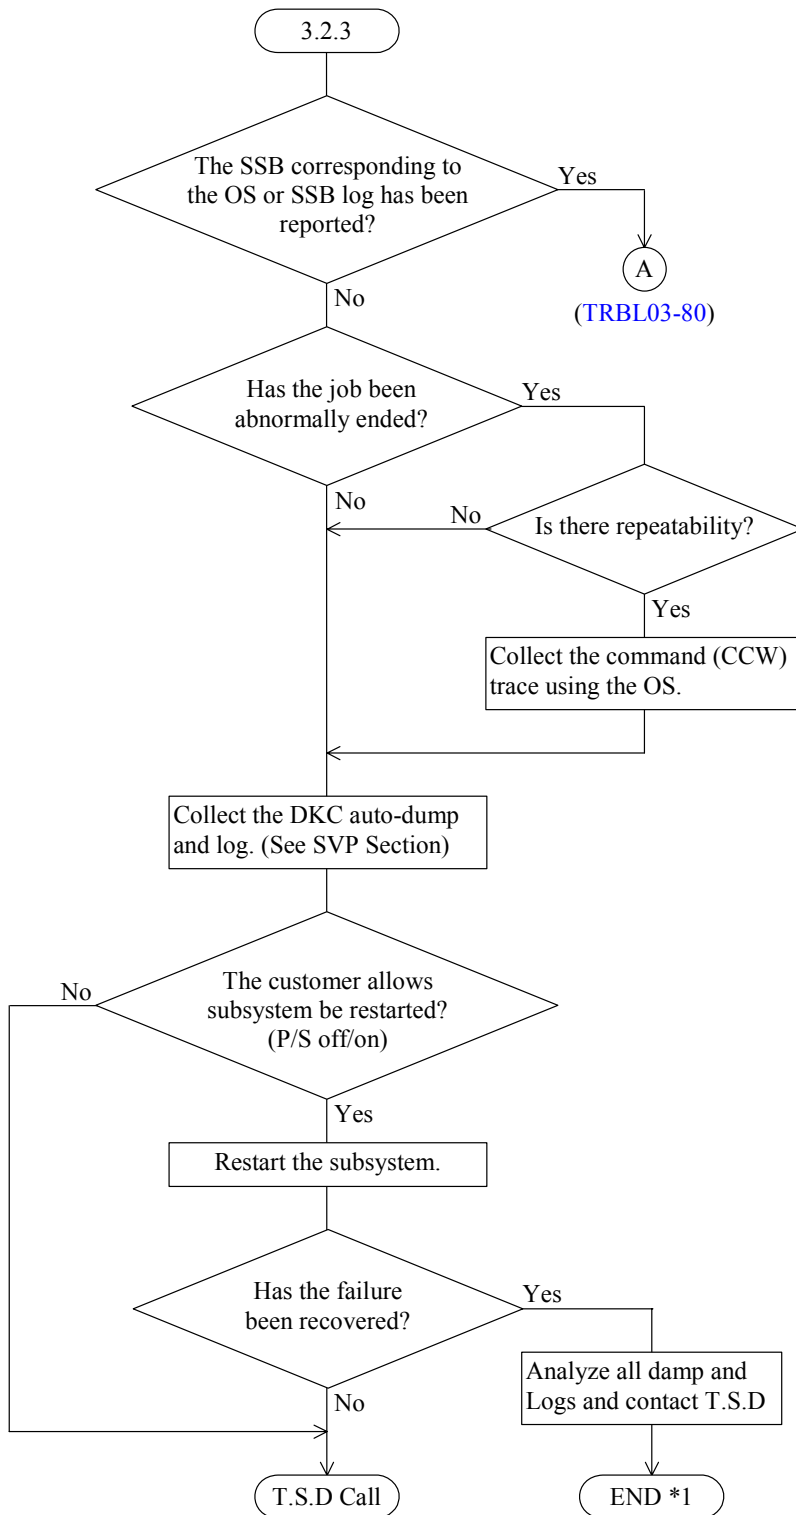 3.2.3
The SSB corresponding to
the OS or SSB log has been
reported?
Yes
A
(TRBL03-80)
No
Has the job been
abnormally ended?
Yes
No
No
Is there repeatability?
Yes
Collect the command (CCW)
trace using the OS.
Collect the DKC auto-dump
and log. (See SVP Section)
The customer allows
subsystem be restarted?
(P/S off/on)
No
Yes
Restart the subsystem.
Has the failure
been recovered?
Yes
Analyze all damp and
Logs and contact T.S.D
No
T.S.D Call
END *1